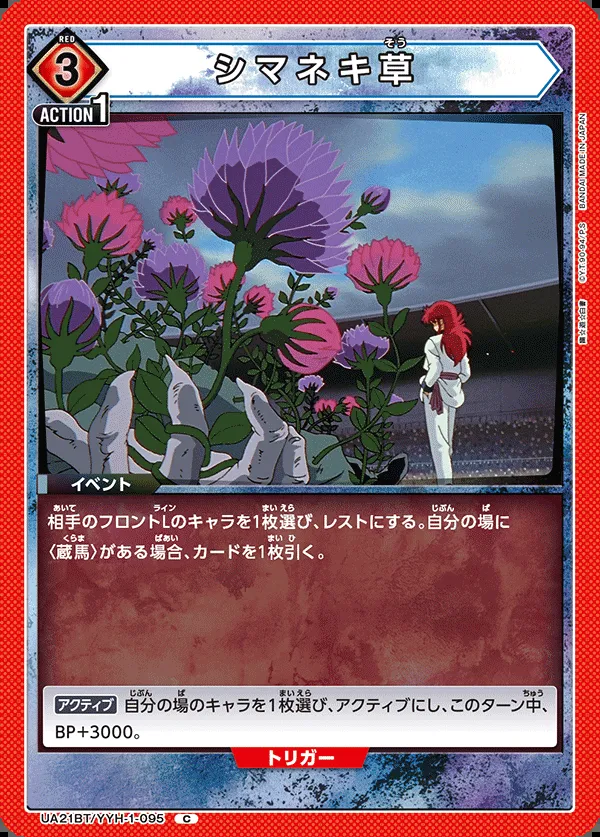 RED
3
ACTION 1
シマネキ草
そう
©Y.T.90-94/P.S BANDAI MADE IN JAPAN
イベント
相手のフロントLのキャラを1枚選び、レストにする。自分の場に
〈蔵馬〉がある場合、カードを1枚引く。
アクティブ 自分の場のキャラを1枚選び、アクティブにし、このターン中、
BP+3000。
トリガー
UA21BT/YYH-1-095 C